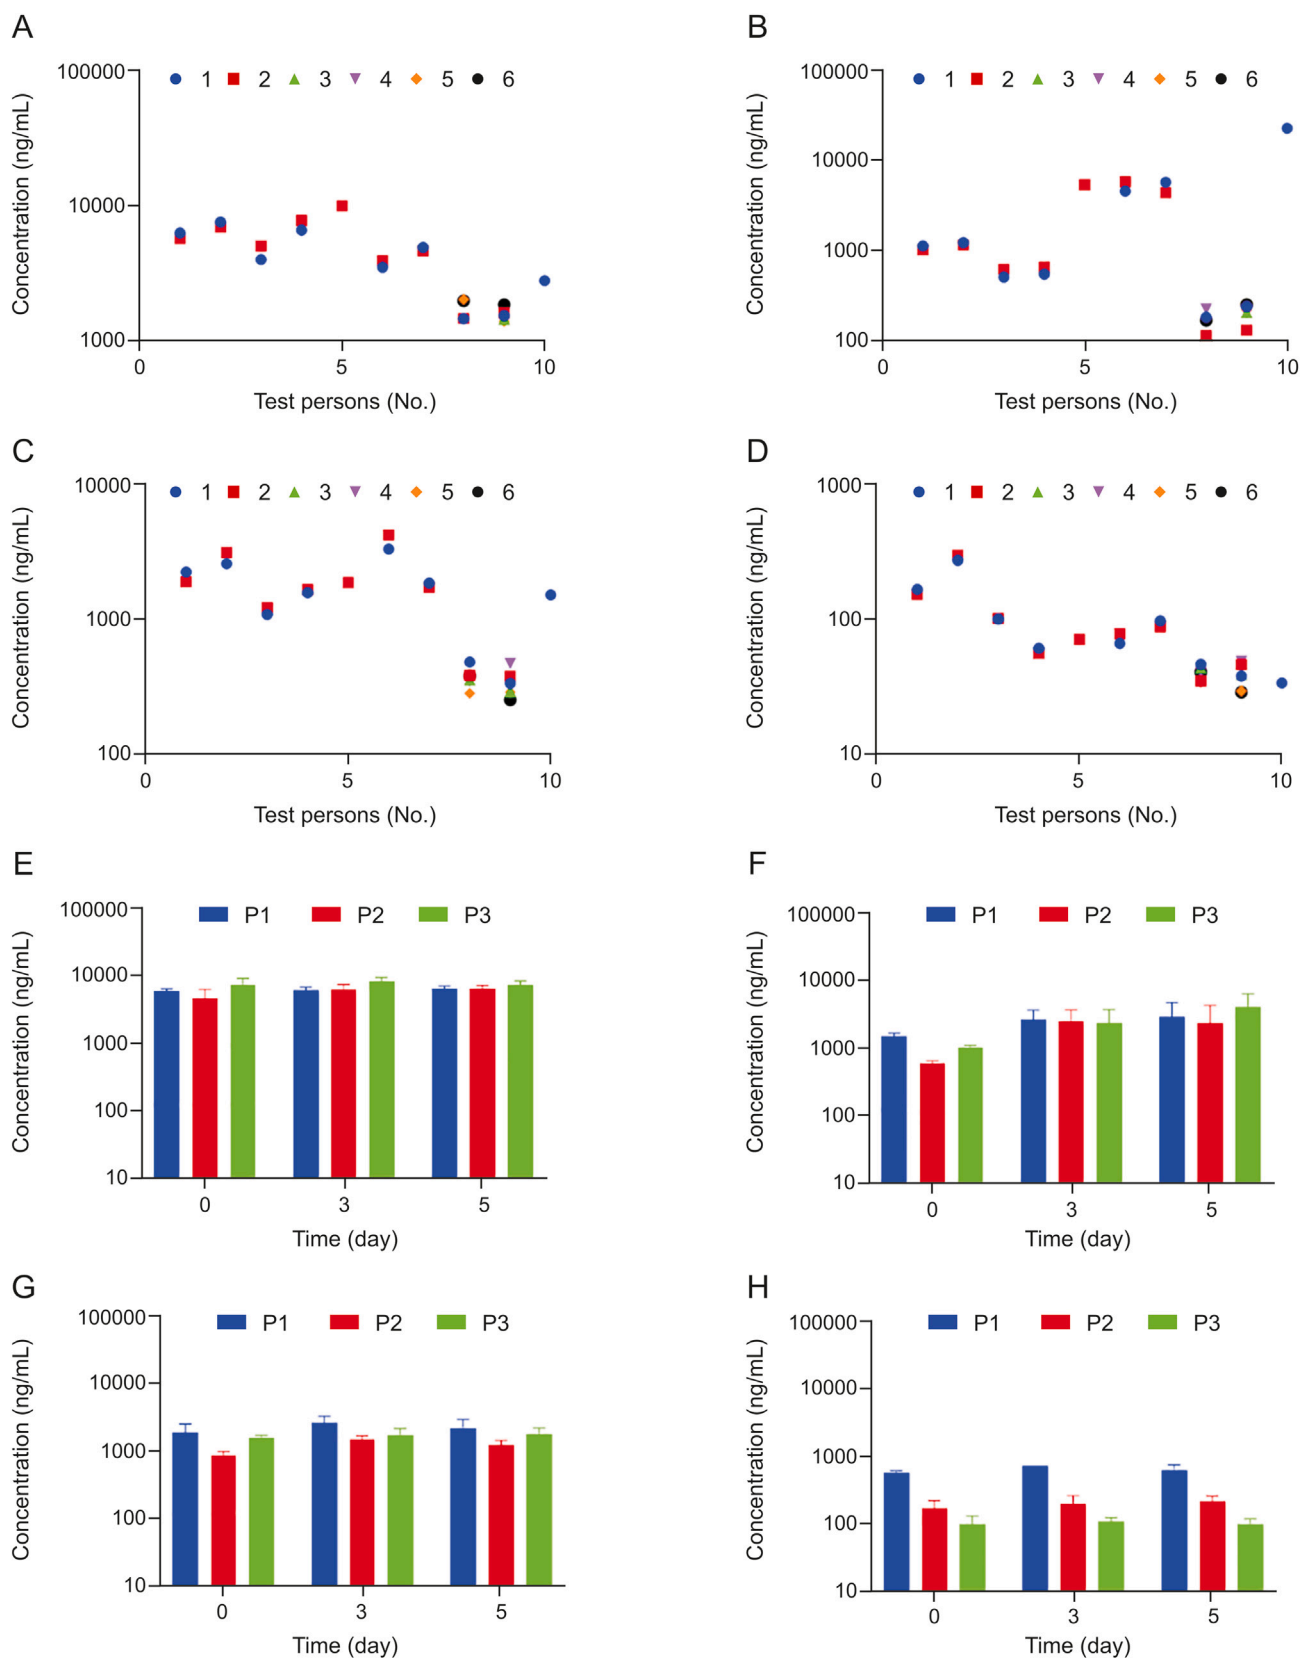 A
B
Concentration (ng/mL)
100000
10000
1000
1 2 3 4 5 6
0 5 10
Test persons (No.)
Concentration (ng/mL)
100000
10000
1000
100
1 2 3 4 5 6
0 5 10
Test persons (No.)
C
D
Concentration (ng/mL)
10000
1000
100
1 2 3 4 5 6
0 5 10
Test persons (No.)
Concentration (ng/mL)
1000
100
10
1 2 3 4 5 6
0 5 10
Test persons (No.)
E
F
Concentration (ng/mL)
100000
10000
1000
100
10
P1 P2 P3
0 3 5
Time (day)
Concentration (ng/mL)
100000
10000
1000
100
10
P1 P2 P3
0 3 5
Time (day)
G
H
Concentration (ng/mL)
100000
10000
1000
100
10
P1 P2 P3
0 3 5
Time (day)
Concentration (ng/mL)
100000
10000
1000
100
10
P1 P2 P3
0 3 5
Time (day)